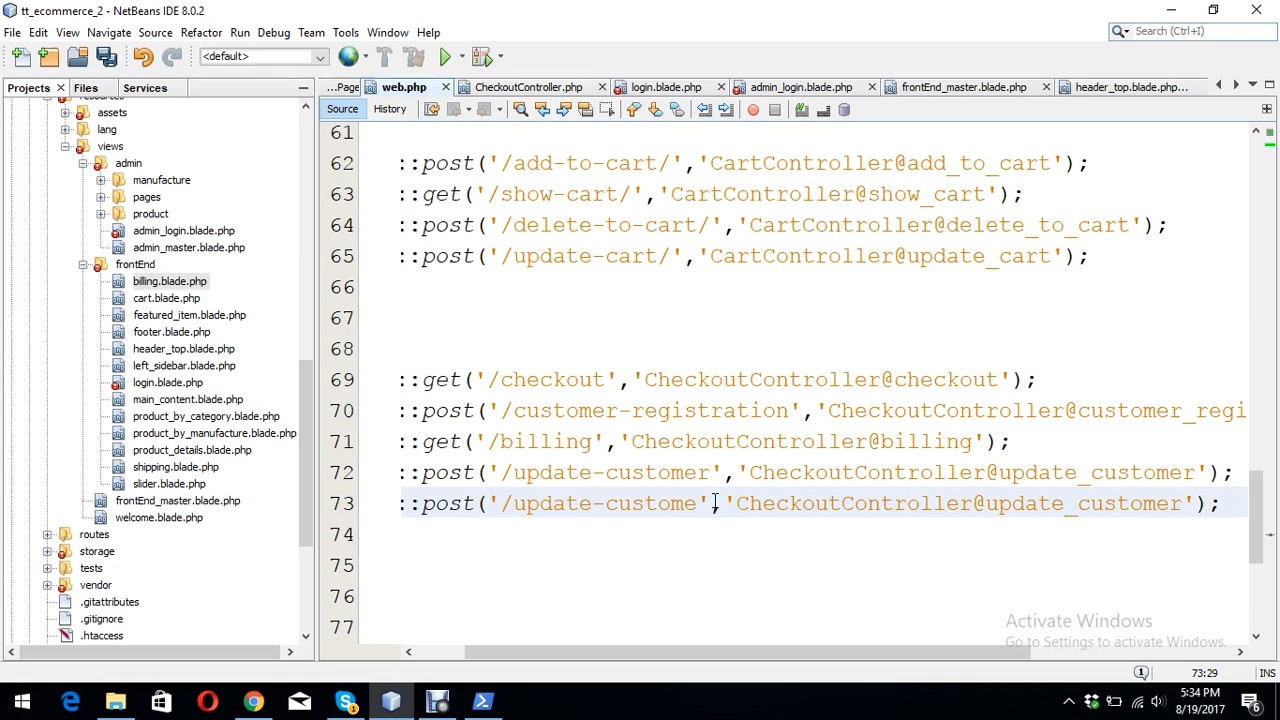 tt_ecommerce_2 - NetBeans IDE 8.0.2
File Edit View Navigate Source Refactor Run Debug Team Tools Window Help
Search (Ctrl+I)
<default>
Projects Files Services
...Page web.php CheckoutController.php login.blade.php admin_login.blade.php frontEnd_master.blade.php header_top.blade.php...
Source History
assets
lang
views
admin
manufacture
pages
product
admin_login.blade.php
admin_master.blade.php
frontEnd
billing.blade.php
cart.blade.php
featured_item.blade.php
footer.blade.php
header_top.blade.php
left_sidebar.blade.php
login.blade.php
main_content.blade.php
product_by_category.blade.php
product_by_manufacture.blade.php
product_details.blade.php
shipping.blade.php
slider.blade.php
frontEnd_master.blade.php
welcome.blade.php
routes
storage
tests
vendor
.gitattributes
.gitignore
.htaccess
61
62 ::post('/add-to-cart/','CartController@add_to_cart');
63 ::get('/show-cart/','CartController@show_cart');
64 ::post('/delete-to-cart/','CartController@delete_to_cart');
65 ::post('/update-cart/','CartController@update_cart');
66
67
68
69 ::get('/checkout','CheckoutController@checkout');
70 ::post('/customer-registration','CheckoutController@customer_regi
71 ::get('/billing','CheckoutController@billing');
72 ::post('/update-customer','CheckoutController@update_customer');
73 ::post('/update-custome','CheckoutController@update_customer');
74
75
76
77
Activate Windows
Go to Settings to activate Windows.
73:29 INS
5:34 PM
8/19/2017